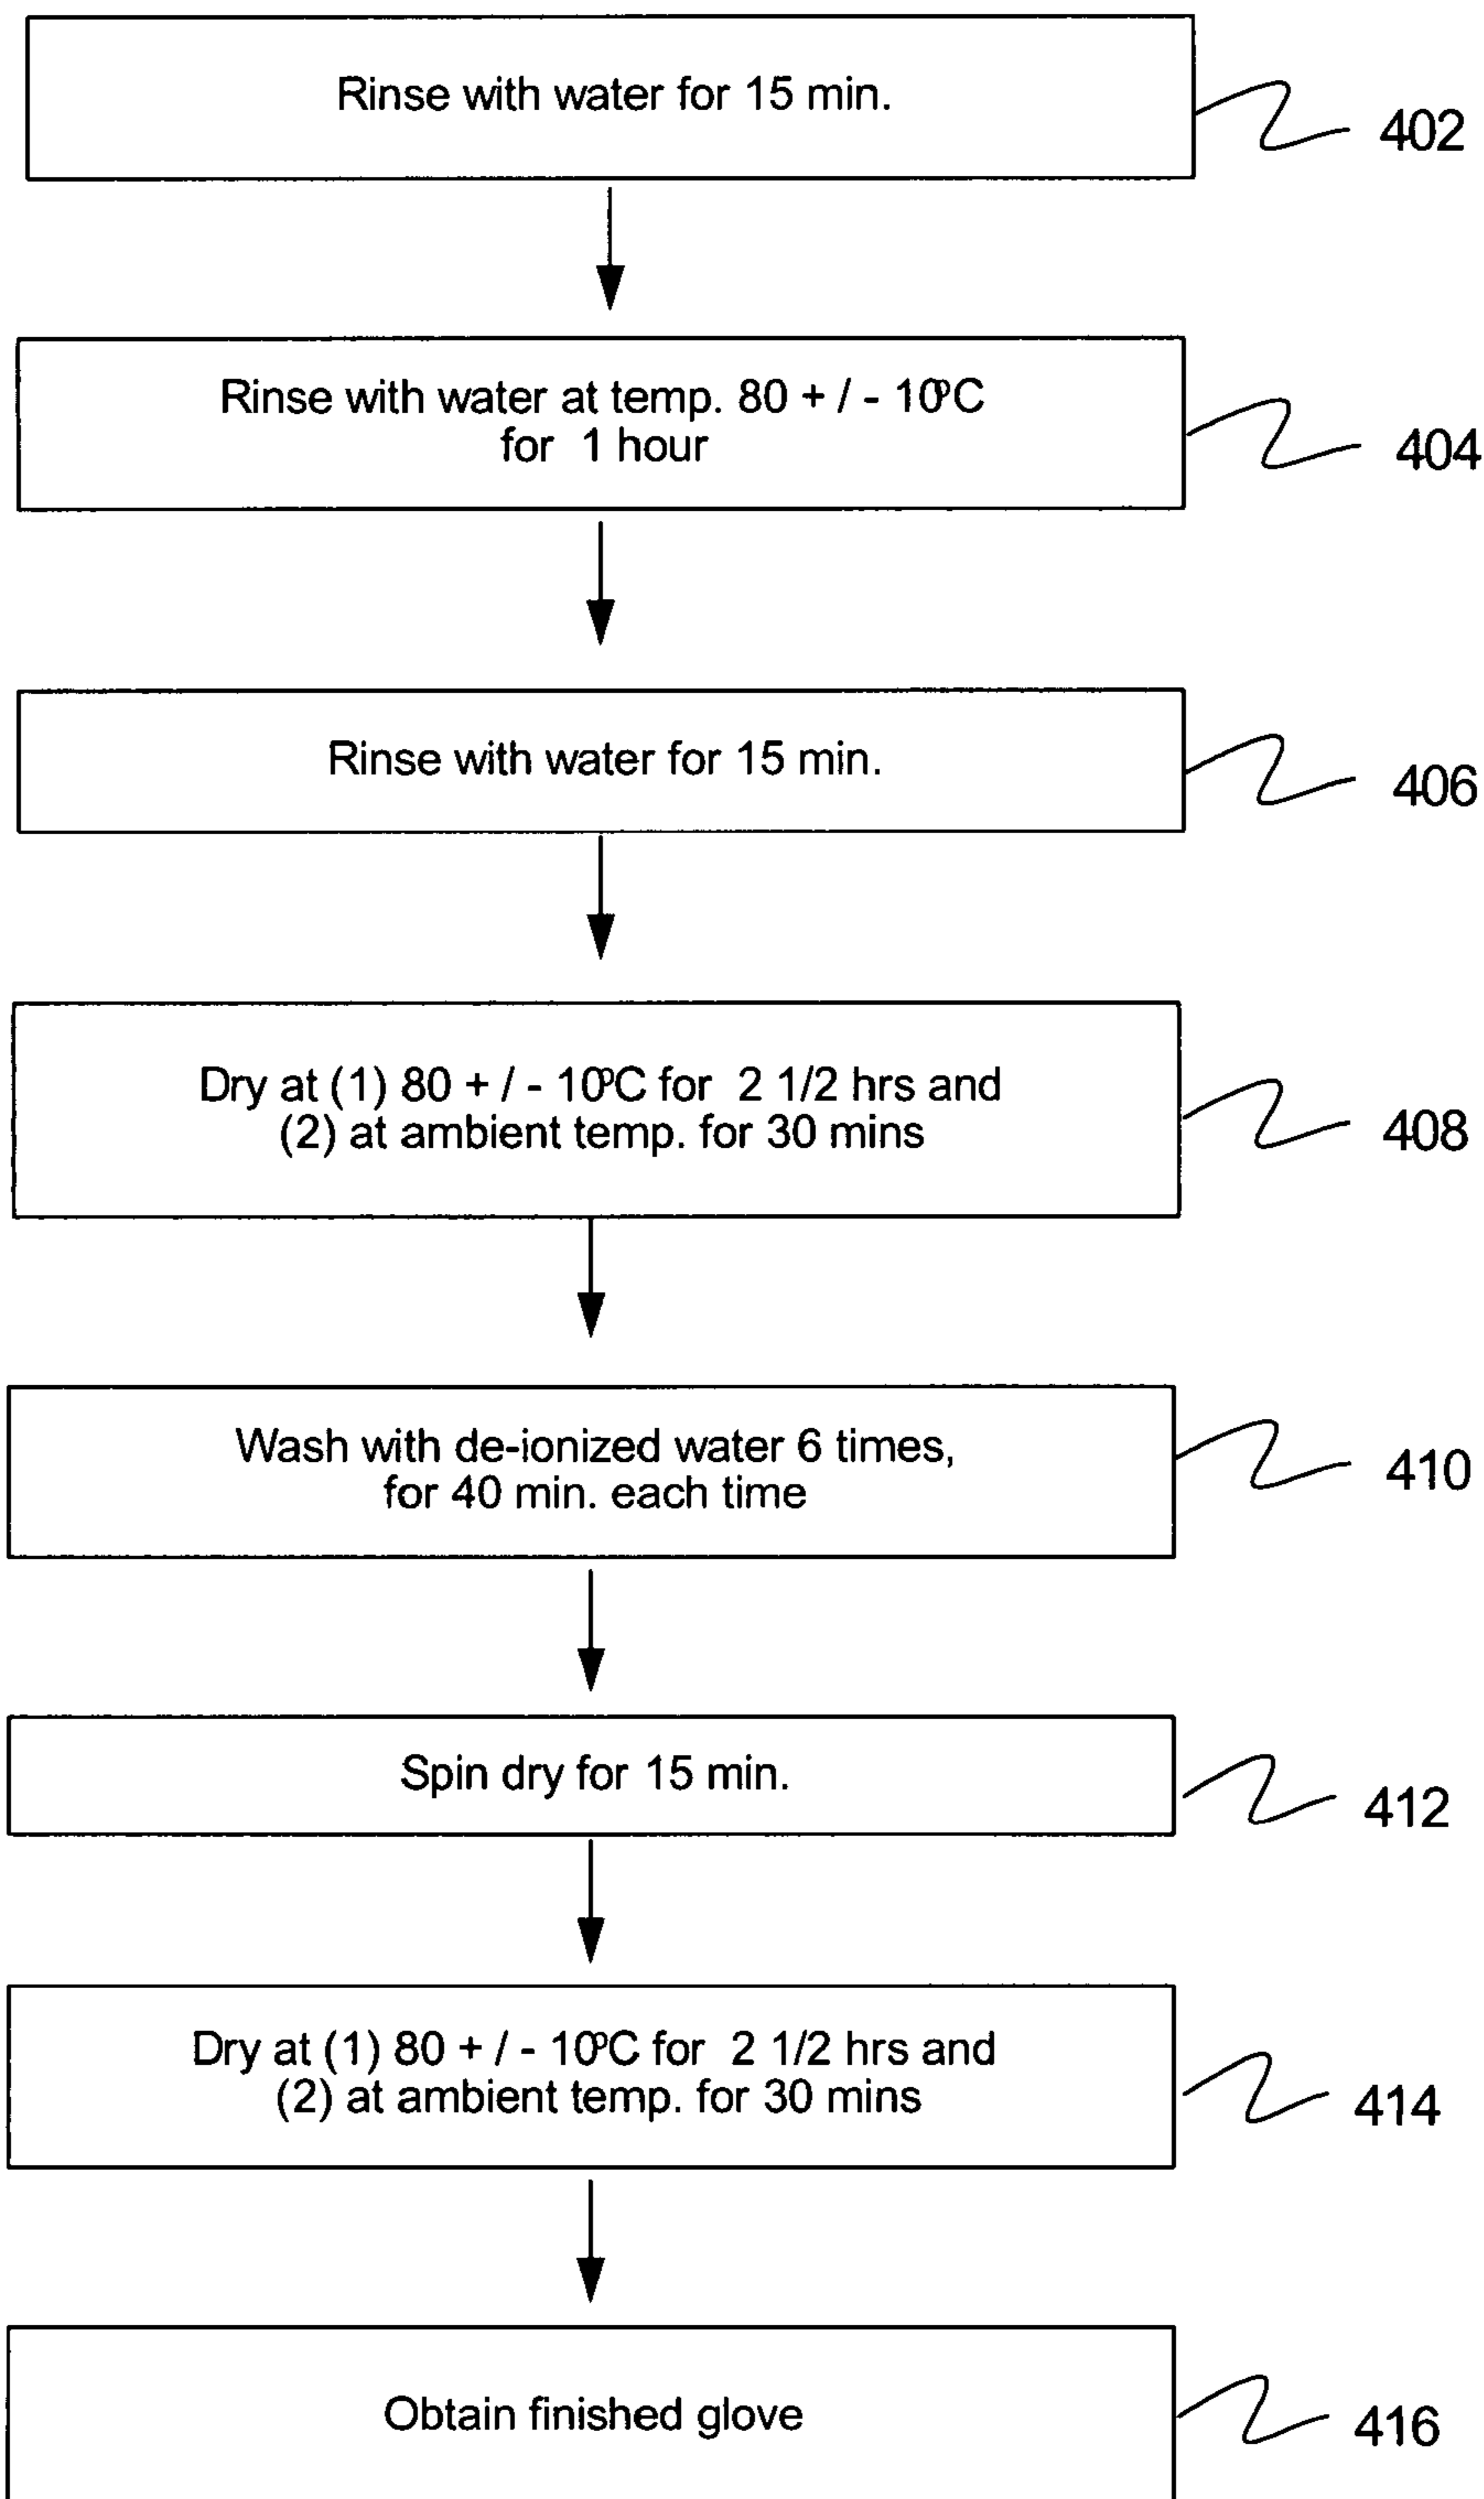 Rinse with water for 15 min.
402
Rinse with water at temp. 80 + / - 10ºC
for 1 hour
404
Rinse with water for 15 min.
406
Dry at (1) 80 + / - 10ºC for 2 1/2 hrs and
(2) at ambient temp. for 30 mins
408
Wash with de-ionized water 6 times,
for 40 min. each time
410
Spin dry for 15 min.
412
Dry at (1) 80 + / - 10ºC for 2 1/2 hrs and
(2) at ambient temp. for 30 mins
414
Obtain finished glove
416